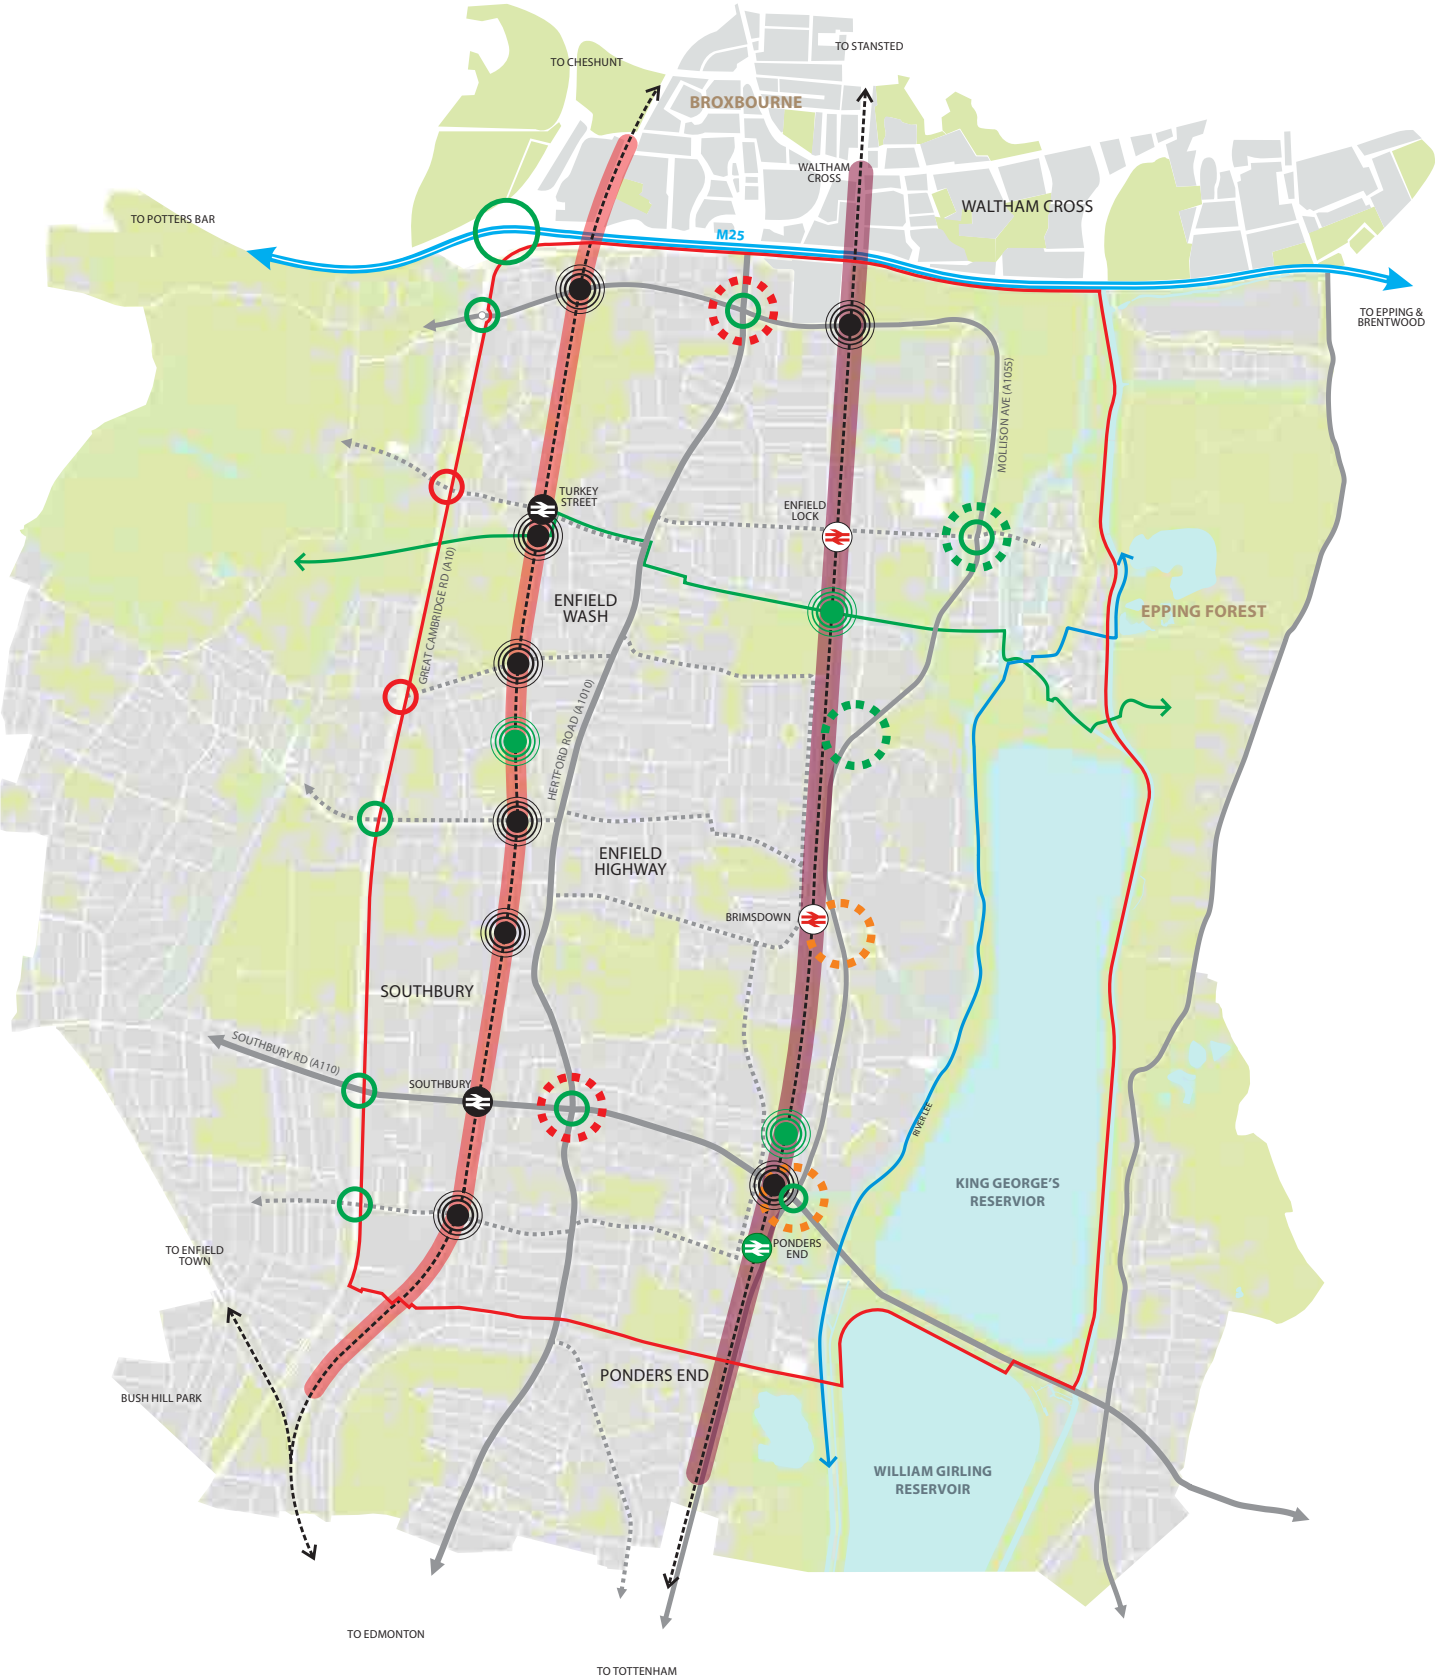 TO STANSTED
TO CHESHUNT
BROXBOURNE
WALTHAM
CROSS
WALTHAM CROSS
TO POTTERS BAR
M25
TO EPPING &
BRENTWOOD
MOLLISON AVE (A1055)
TURKEY
STREET
ENFIELD
LOCK
GREAT CAMBRIDGE RD (A10)
ENFIELD
WASH
EPPING FOREST
HERTFORD ROAD (A1010)
ENFIELD
HIGHWAY
BRIMSDOWN
SOUTHBURY
SOUTHBURY RD (A110)
SOUTHBURY
RIVER LEE
KING GEORGE'S
RESERVIOR
PONDERS
END
TO ENFIELD
TOWN
PONDERS END
BUSH HILL PARK
WILLIAM GIRLING
RESERVOIR
TO EDMONTON
TO TOTTENHAM